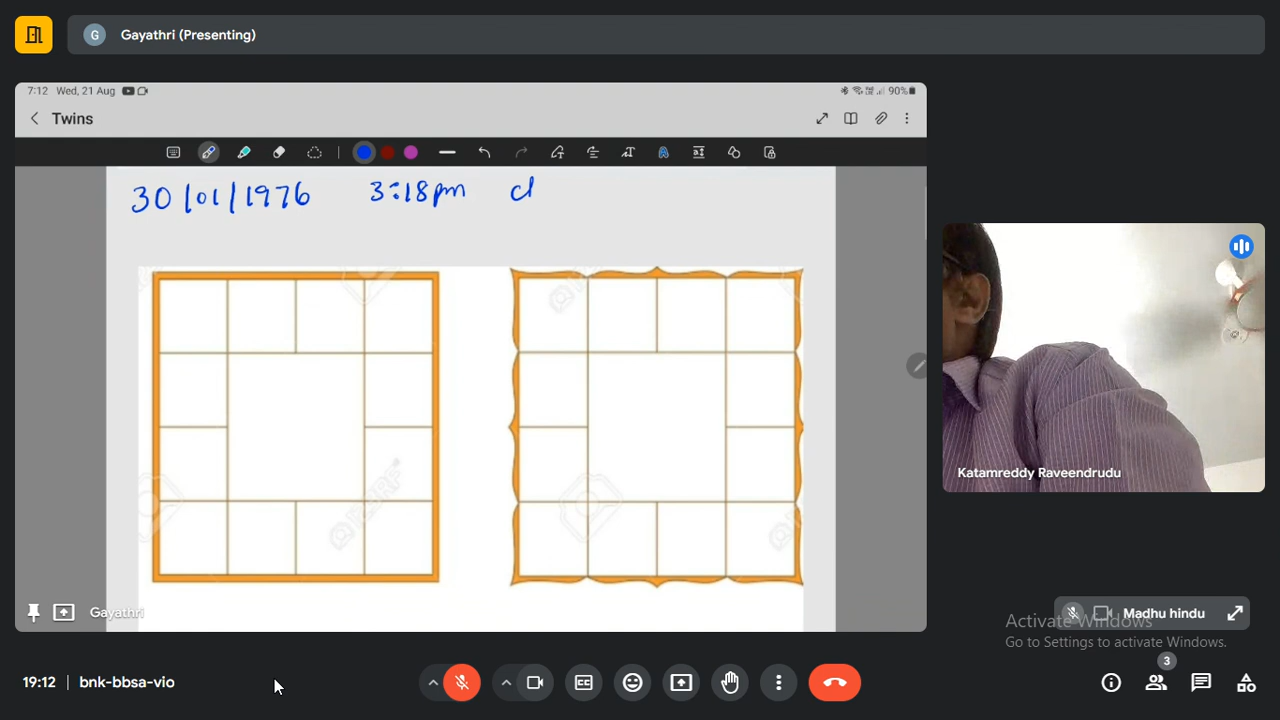 G Gayathri (Presenting)
7:12 Wed, 21 Aug 90%
Twins
30/01/1976 3:18pm cl
Gayathri
Katamreddy Raveendrudu
Madhu hindu
Activate Windows
Go to Settings to activate Windows.
19:12 | bnk-bbsa-vio
3